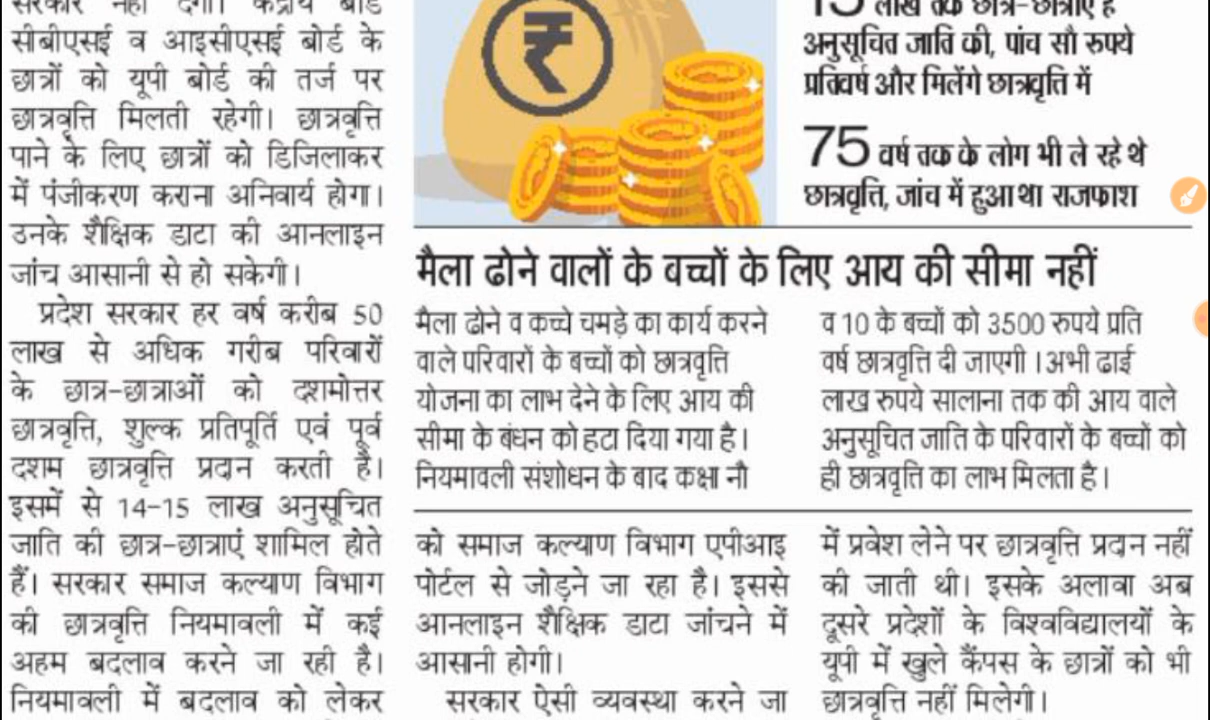 सरकार नहीं देगी। केंद्रीय बोर्ड
सीबीएसई व आइसीएसई बोर्ड के
छात्रों को यूपी बोर्ड की तर्ज पर
छात्रवृत्ति मिलती रहेगी। छात्रवृत्ति
पाने के लिए छात्रों को डिजिलाकर
में पंजीकरण कराना अनिवार्य होगा।
उनके शैक्षिक डाटा की आनलाइन
जांच आसानी से हो सकेगी।
प्रदेश सरकार हर वर्ष करीब 50
लाख से अधिक गरीब परिवारों
के छात्र-छात्राओं को दशमोत्तर
छात्रवृत्ति, शुल्क प्रतिपूर्ति एवं पूर्व
दशम छात्रवृत्ति प्रदान करती है।
इसमें से 14-15 लाख अनुसूचित
जाति की छात्र-छात्राएं शामिल होते
हैं। सरकार समाज कल्याण विभाग
की छात्रवृत्ति नियमावली में कई
अहम बदलाव करने जा रही है।
नियमावली में बदलाव को लेकर
₹
15 लाख तक छात्र-छात्राएं हैं
अनुसूचित जाति की, पांच सौ रुपये
प्रतिवर्ष और मिलेंगे छात्रवृति में
75 वर्ष तक के लोग भी ले रहे थे
छात्रवृति, जांच में हुआ था राजफाश
मैला ढोने वालों के बच्चों के लिए आय की सीमा नहीं
मैला ढोने व कच्चे चमड़े का कार्य करने
वाले परिवारों के बच्चों को छात्रवृत्ति
योजना का लाभ देने के लिए आय की
सीमा के बंधन को हटा दिया गया है।
नियमावली संशोधन के बाद कक्षा नौ
व 10 के बच्चों को 3500 रुपये प्रति
वर्ष छात्रवृत्ति दी जाएगी। अभी ढाई
लाख रुपये सालाना तक की आय वाले
अनुसूचित जाति के परिवारों के बच्चों को
ही छात्रवृत्ति का लाभ मिलता है।
को समाज कल्याण विभाग एपीआइ
पोर्टल से जोड़ने जा रहा है। इससे
आनलाइन शैक्षिक डाटा जांचने में
आसानी होगी।
सरकार ऐसी व्यवस्था करने जा
में प्रवेश लेने पर छात्रवृत्ति प्रदान नहीं
की जाती थी। इसके अलावा अब
दूसरे प्रदेशों के विश्वविद्यालयों के
यूपी में खुले कैंपस के छात्रों को भी
छात्रवृत्ति नहीं मिलेगी।